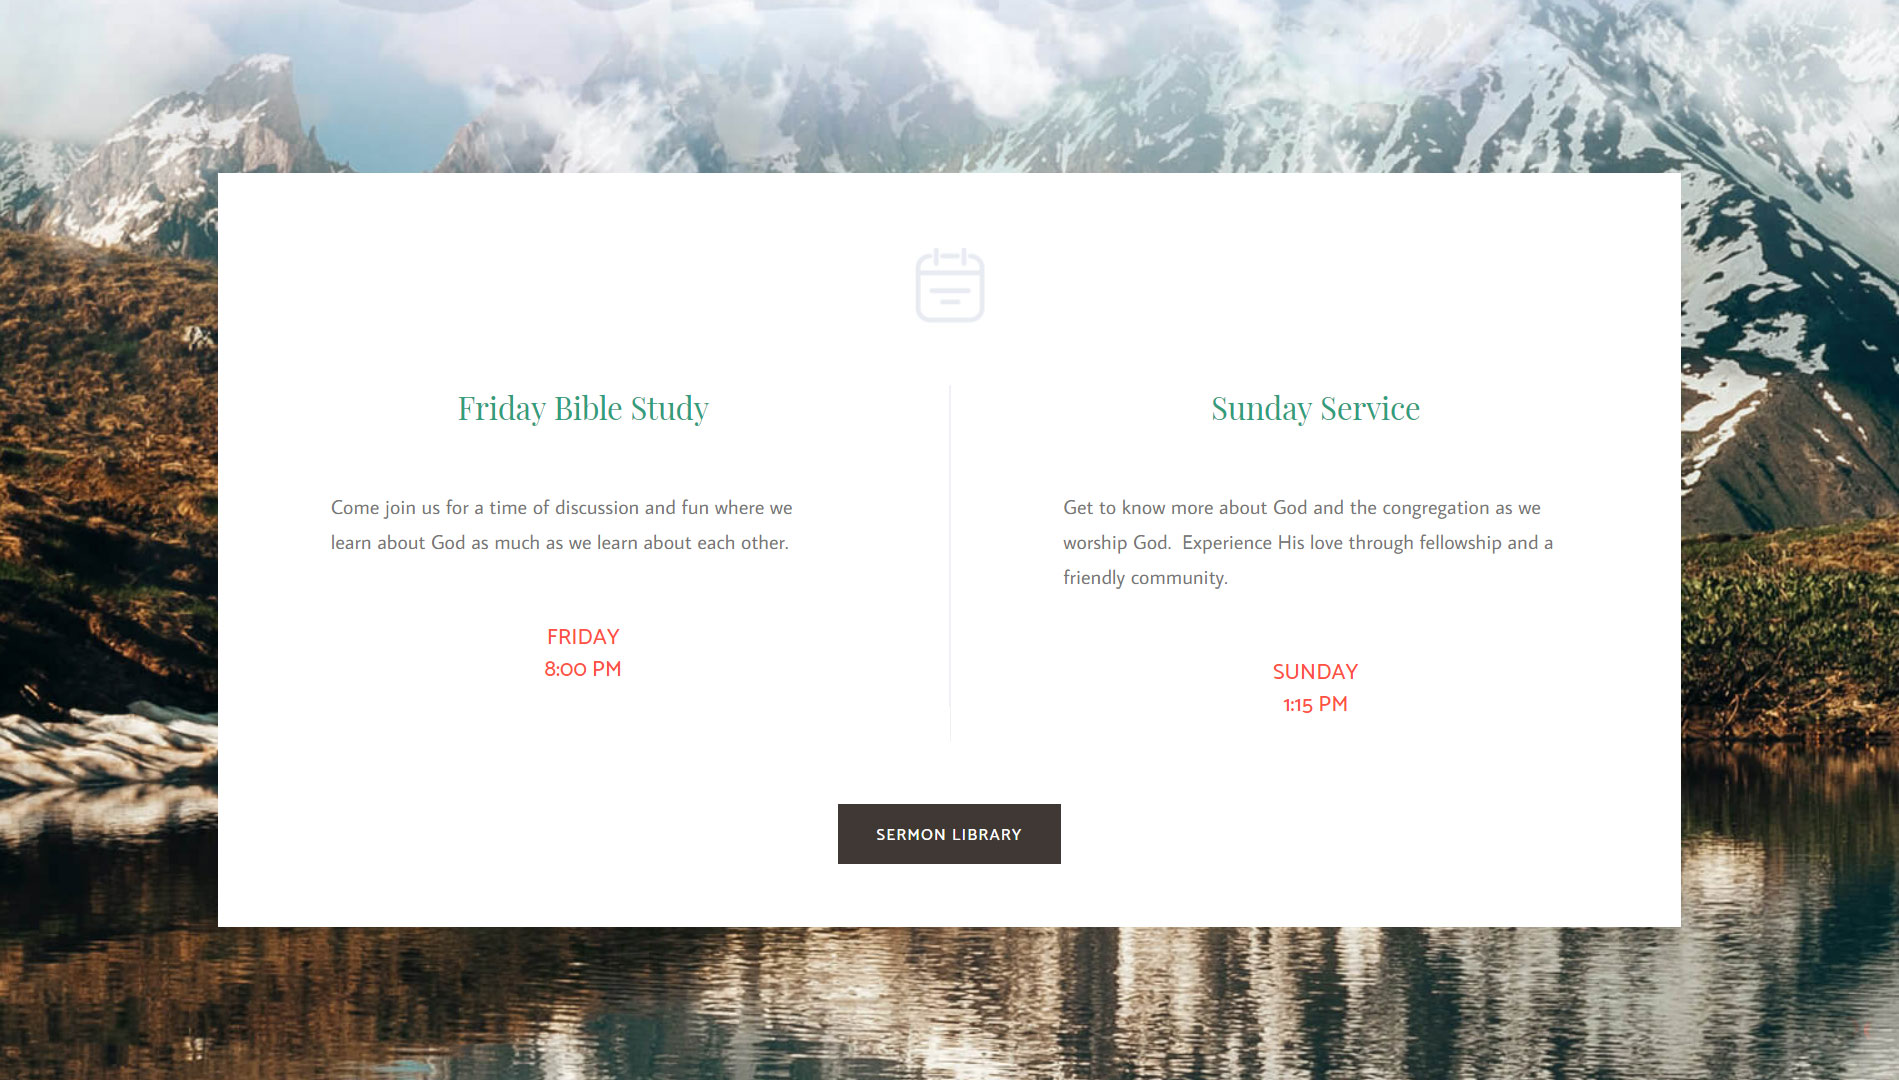 Friday Bible Study
Come join us for a time of discussion and fun where we
learn about God as much as we learn about each other.
FRIDAY
8:00 PM
Sunday Service
Get to know more about God and the congregation as we
worship God.  Experience His love through fellowship and a
friendly community.
SUNDAY
1:15 PM
SERMON LIBRARY